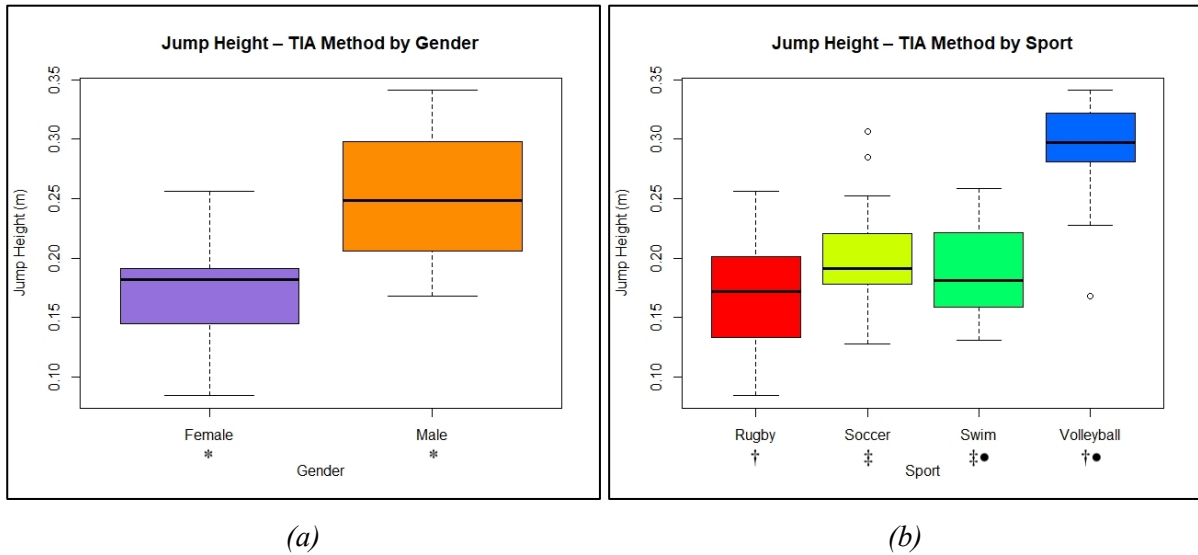 Jump Height – TIA Method by Gender
0.35
0.30
0.25
0.20
0.15
0.10
Jump Height (m)
Female
Male
*
*
Gender
(a)
Jump Height – TIA Method by Sport
0.35
0.30
0.25
0.20
0.15
0.10
Jump Height (m)
Rugby
Soccer
Swim
Volleyball
†
‡
‡●
†●
Sport
(b)